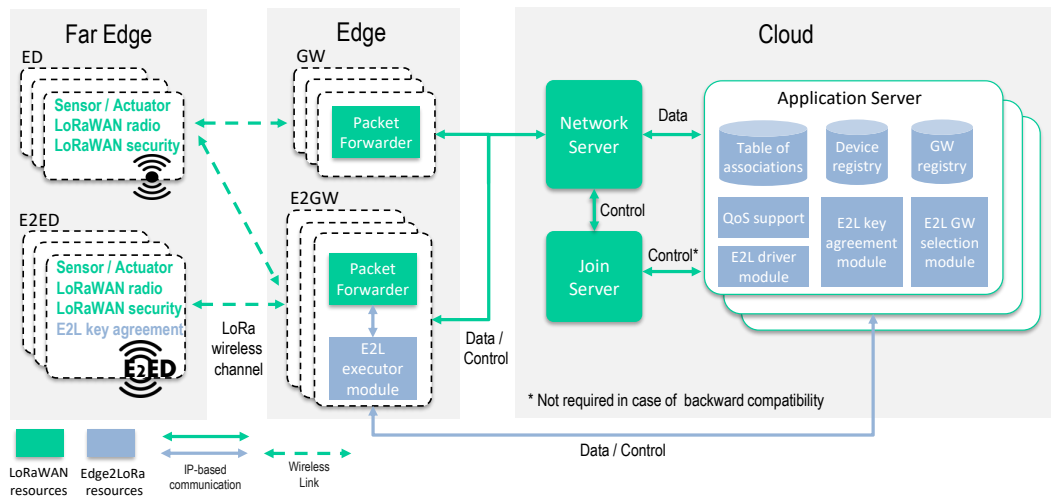 Far Edge
ED
Sensor / Actuator
LoRaWAN radio
LoRaWAN security
E2ED
Sensor / Actuator
LoRaWAN radio
LoRaWAN security
E2L key agreement
E2ED
LoRa
wireless
channel
Edge
GW
Packet
Forwarder
E2GW
Packet
Forwarder
E2L
executor
module
Data /
Control
Cloud
Network
Server
Data
Control
Join
Server
Control*
Application Server
Table of
associations
Device
registry
GW
registry
QoS support
E2L driver
module
E2L key
agreement
module
E2L GW
selection
module
* Not required in case of backward compatibility
Data / Control
LoRaWAN
resources
Edge2LoRa
resources
IP-based
communication
Wireless
Link